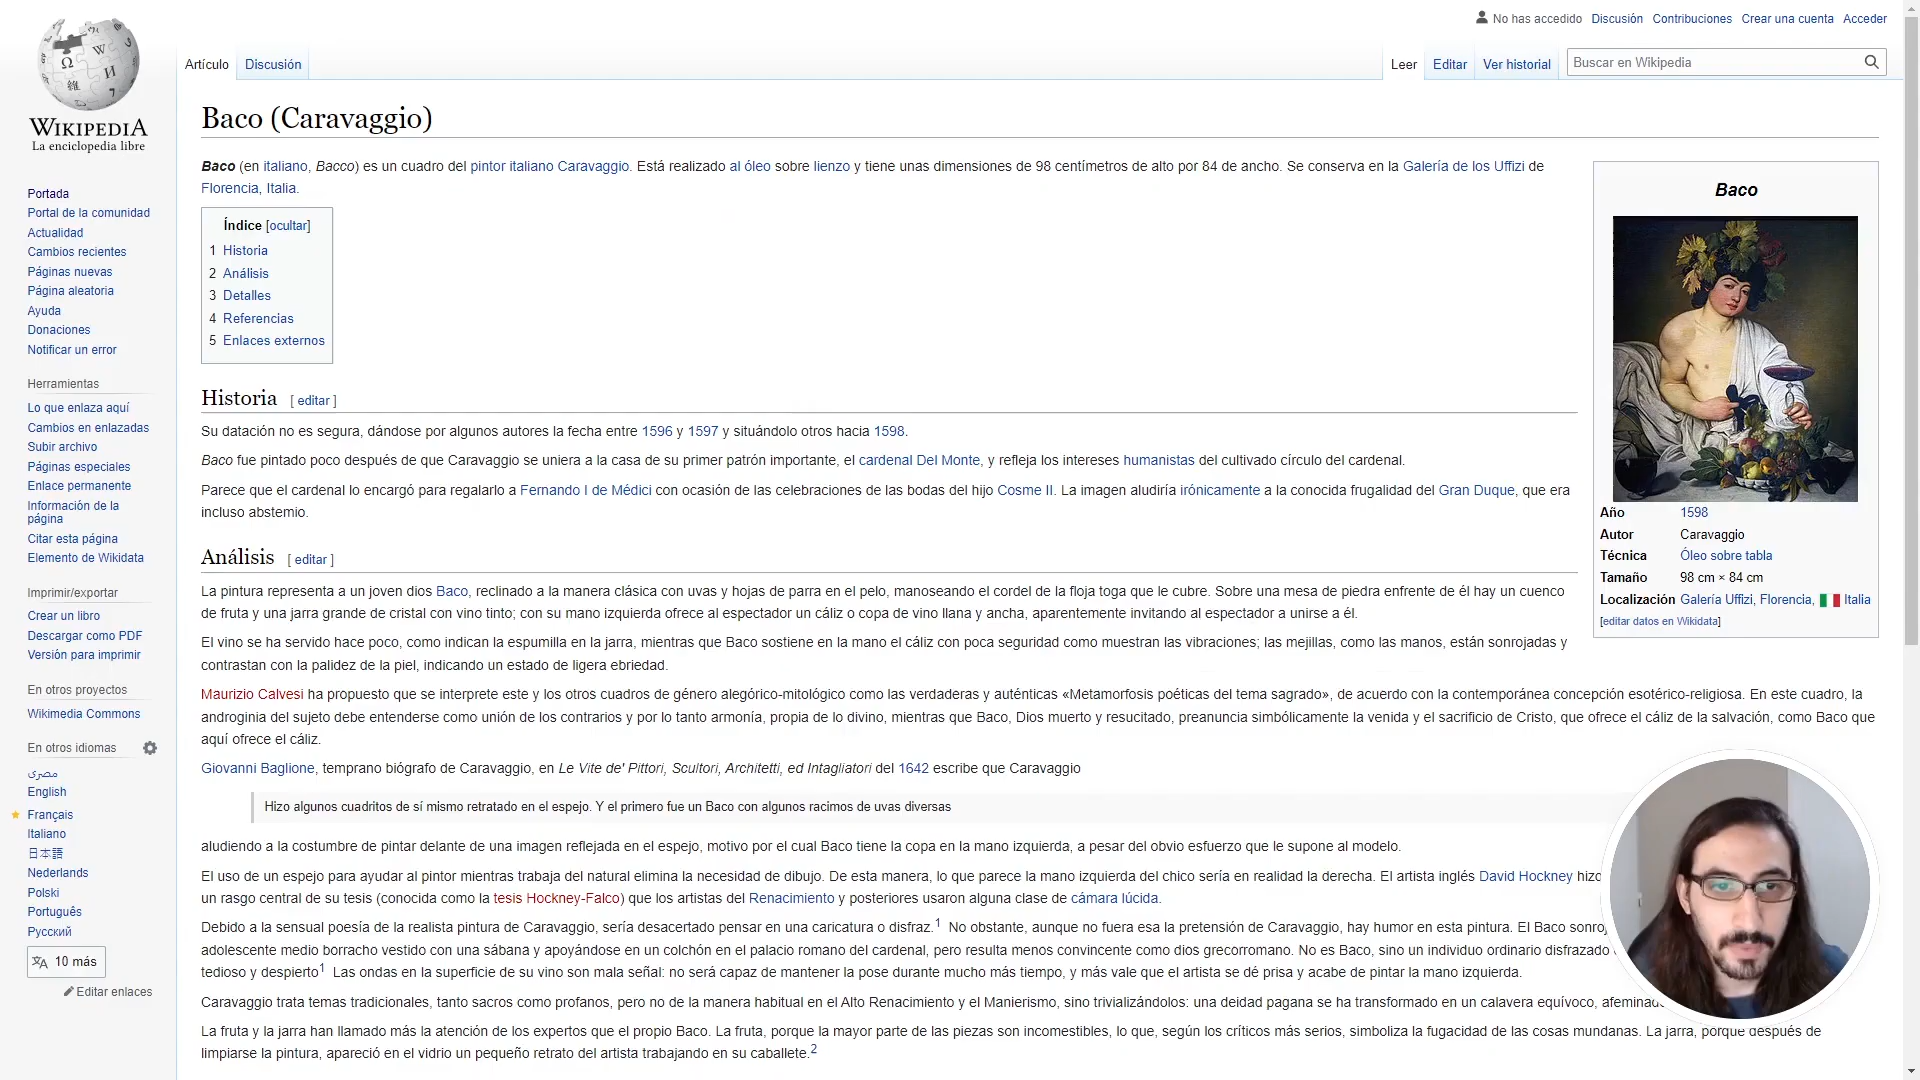 No has accedido Discusión Contribuciones Crear una cuenta Acceder
Artículo Discusión Leer Editar Ver historial Buscar en Wikipedia
WIKIPEDIA
La enciclopedia libre
Portada
Portal de la comunidad
Actualidad
Cambios recientes
Páginas nuevas
Página aleatoria
Ayuda
Donaciones
Notificar un error
Herramientas
Lo que enlaza aquí
Cambios en enlazadas
Subir archivo
Páginas especiales
Enlace permanente
Información de la
página
Citar esta página
Elemento de Wikidata
Imprimir/exportar
Crear un libro
Descargar como PDF
Versión para imprimir
En otros proyectos
Wikimedia Commons
En otros idiomas
مصرى
English
Français
Italiano
日本語
Nederlands
Polski
Português
Русский
10 más
Editar enlaces
Baco (Caravaggio)
Baco (en italiano, Bacco) es un cuadro del pintor italiano Caravaggio. Está realizado al óleo sobre lienzo y tiene unas dimensiones de 98 centímetros de alto por 84 de ancho. Se conserva en la Galería de los Uffizi de
Florencia, Italia.
Índice [ocultar]
1 Historia
2 Análisis
3 Detalles
4 Referencias
5 Enlaces externos
Historia [ editar ]
Su datación no es segura, dándose por algunos autores la fecha entre 1596 y 1597 y situándolo otros hacia 1598.
Baco fue pintado poco después de que Caravaggio se uniera a la casa de su primer patrón importante, el cardenal Del Monte, y refleja los intereses humanistas del cultivado círculo del cardenal.
Parece que el cardenal lo encargó para regalarlo a Fernando I de Médici con ocasión de las celebraciones de las bodas del hijo Cosme II. La imagen aludiría irónicamente a la conocida frugalidad del Gran Duque, que era
incluso abstemio.
Análisis [ editar ]
La pintura representa a un joven dios Baco, reclinado a la manera clásica con uvas y hojas de parra en el pelo, manoseando el cordel de la floja toga que le cubre. Sobre una mesa de piedra enfrente de él hay un cuenco
de fruta y una jarra grande de cristal con vino tinto; con su mano izquierda ofrece al espectador un cáliz o copa de vino llana y ancha, aparentemente invitando al espectador a unirse a él.
El vino se ha servido hace poco, como indican la espumilla en la jarra, mientras que Baco sostiene en la mano el cáliz con poca seguridad como muestran las vibraciones; las mejillas, como las manos, están sonrojadas y
contrastan con la palidez de la piel, indicando un estado de ligera ebriedad.
Maurizio Calvesi ha propuesto que se interprete este y los otros cuadros de género alegórico-mitológico como las verdaderas y auténticas «Metamorfosis poéticas del tema sagrado», de acuerdo con la contemporánea concepción esotérico-religiosa. En este cuadro, la
androginia del sujeto debe entenderse como unión de los contrarios y por lo tanto armonía, propia de lo divino, mientras que Baco, Dios muerto y resucitado, preanuncia simbólicamente la venida y el sacrificio de Cristo, que ofrece el cáliz de la salvación, como Baco que
aquí ofrece el cáliz.
Giovanni Baglione, temprano biógrafo de Caravaggio, en Le Vite de' Pittori, Scultori, Architetti, ed Intagliatori del 1642 escribe que Caravaggio
Hizo algunos cuadritos de sí mismo retratado en el espejo. Y el primero fue un Baco con algunos racimos de uvas diversas
aludiendo a la costumbre de pintar delante de una imagen reflejada en el espejo, motivo por el cual Baco tiene la copa en la mano izquierda, a pesar del obvio esfuerzo que le supone al modelo.
El uso de un espejo para ayudar al pintor mientras trabaja del natural elimina la necesidad de dibujo. De esta manera, lo que parece la mano izquierda del chico sería en realidad la derecha. El artista inglés David Hockney hizo
un rasgo central de su tesis (conocida como la tesis Hockney-Falco) que los artistas del Renacimiento y posteriores usaron alguna clase de cámara lúcida.
Debido a la sensual poesía de la realista pintura de Caravaggio, sería desacertado pensar en una caricatura o disfraz.1 No obstante, aunque no fuera esa la pretensión de Caravaggio, hay humor en esta pintura. El Baco
adolescente medio borracho vestido con una sábana y apoyándose en un colchón en el palacio romano del cardenal, pero resulta menos convincente como dios grecorromano. No es Baco, sino un individuo ordinario disfrazado
tedioso y despierto1 Las ondas en la superficie de su vino son mala señal: no será capaz de mantener la pose durante mucho más tiempo, y más vale que el artista se dé prisa y acabe de pintar la mano izquierda.
Caravaggio trata temas tradicionales, tanto sacros como profanos, pero no de la manera habitual en el Alto Renacimiento y el Manierismo, sino trivializándolos: una deidad pagana se ha transformado en un calavera equívoco,
La fruta y la jarra han llamado más la atención de los expertos que el propio Baco. La fruta, porque la mayor parte de las piezas son incomestibles, lo que, según los críticos más serios, simboliza la fugacidad de las cosas mundanas. La jarra, porque después de
limpiarse la pintura, apareció en el vidrio un pequeño retrato del artista trabajando en su caballete.2
Baco
Año 1598
Autor Caravaggio
Técnica Óleo sobre tabla
Tamaño 98 cm × 84 cm
Localización Galería Uffizi, Florencia, Italia
[editar datos en Wikidata]